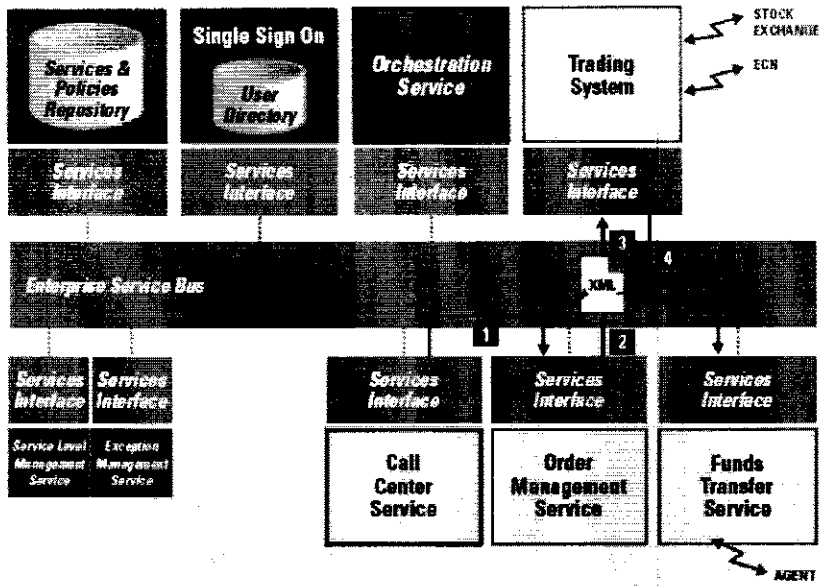 Services &
Policies
Repository
Single Sign On
User
Directory
Orchestration
Service
Trading
System
STOCK
EXCHANGE
ECN
Services
Interface
Services
Interface
Services
Interface
Services
Interface
Enterprise Service Bus
3
4
XML
1
2
Services
Interface
Services
Interface
Services
Interface
Services
Interface
Services
Interface
Service Level
Management
Service
Exception
Management
Service
Call
Center
Service
Order
Management
Service
Funds
Transfer
Service
AGENT